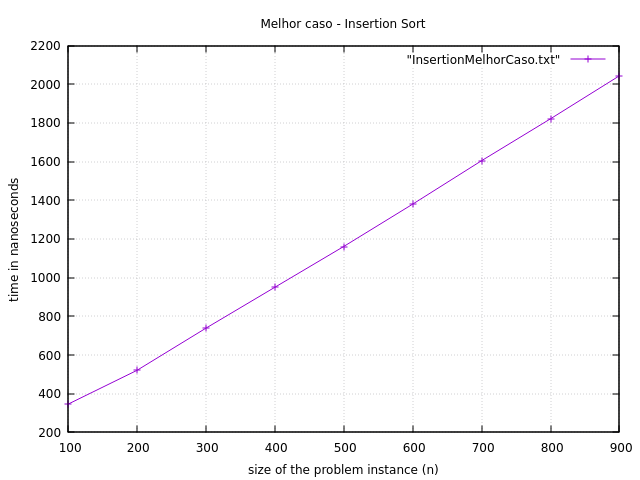 Melhor caso - Insertion Sort
"InsertionMelhorCaso.txt"
2200
2000
1800
1600
1400
1200
1000
800
600
400
200
time in nanoseconds
100 200 300 400 500 600 700 800 900
size of the problem instance (n)